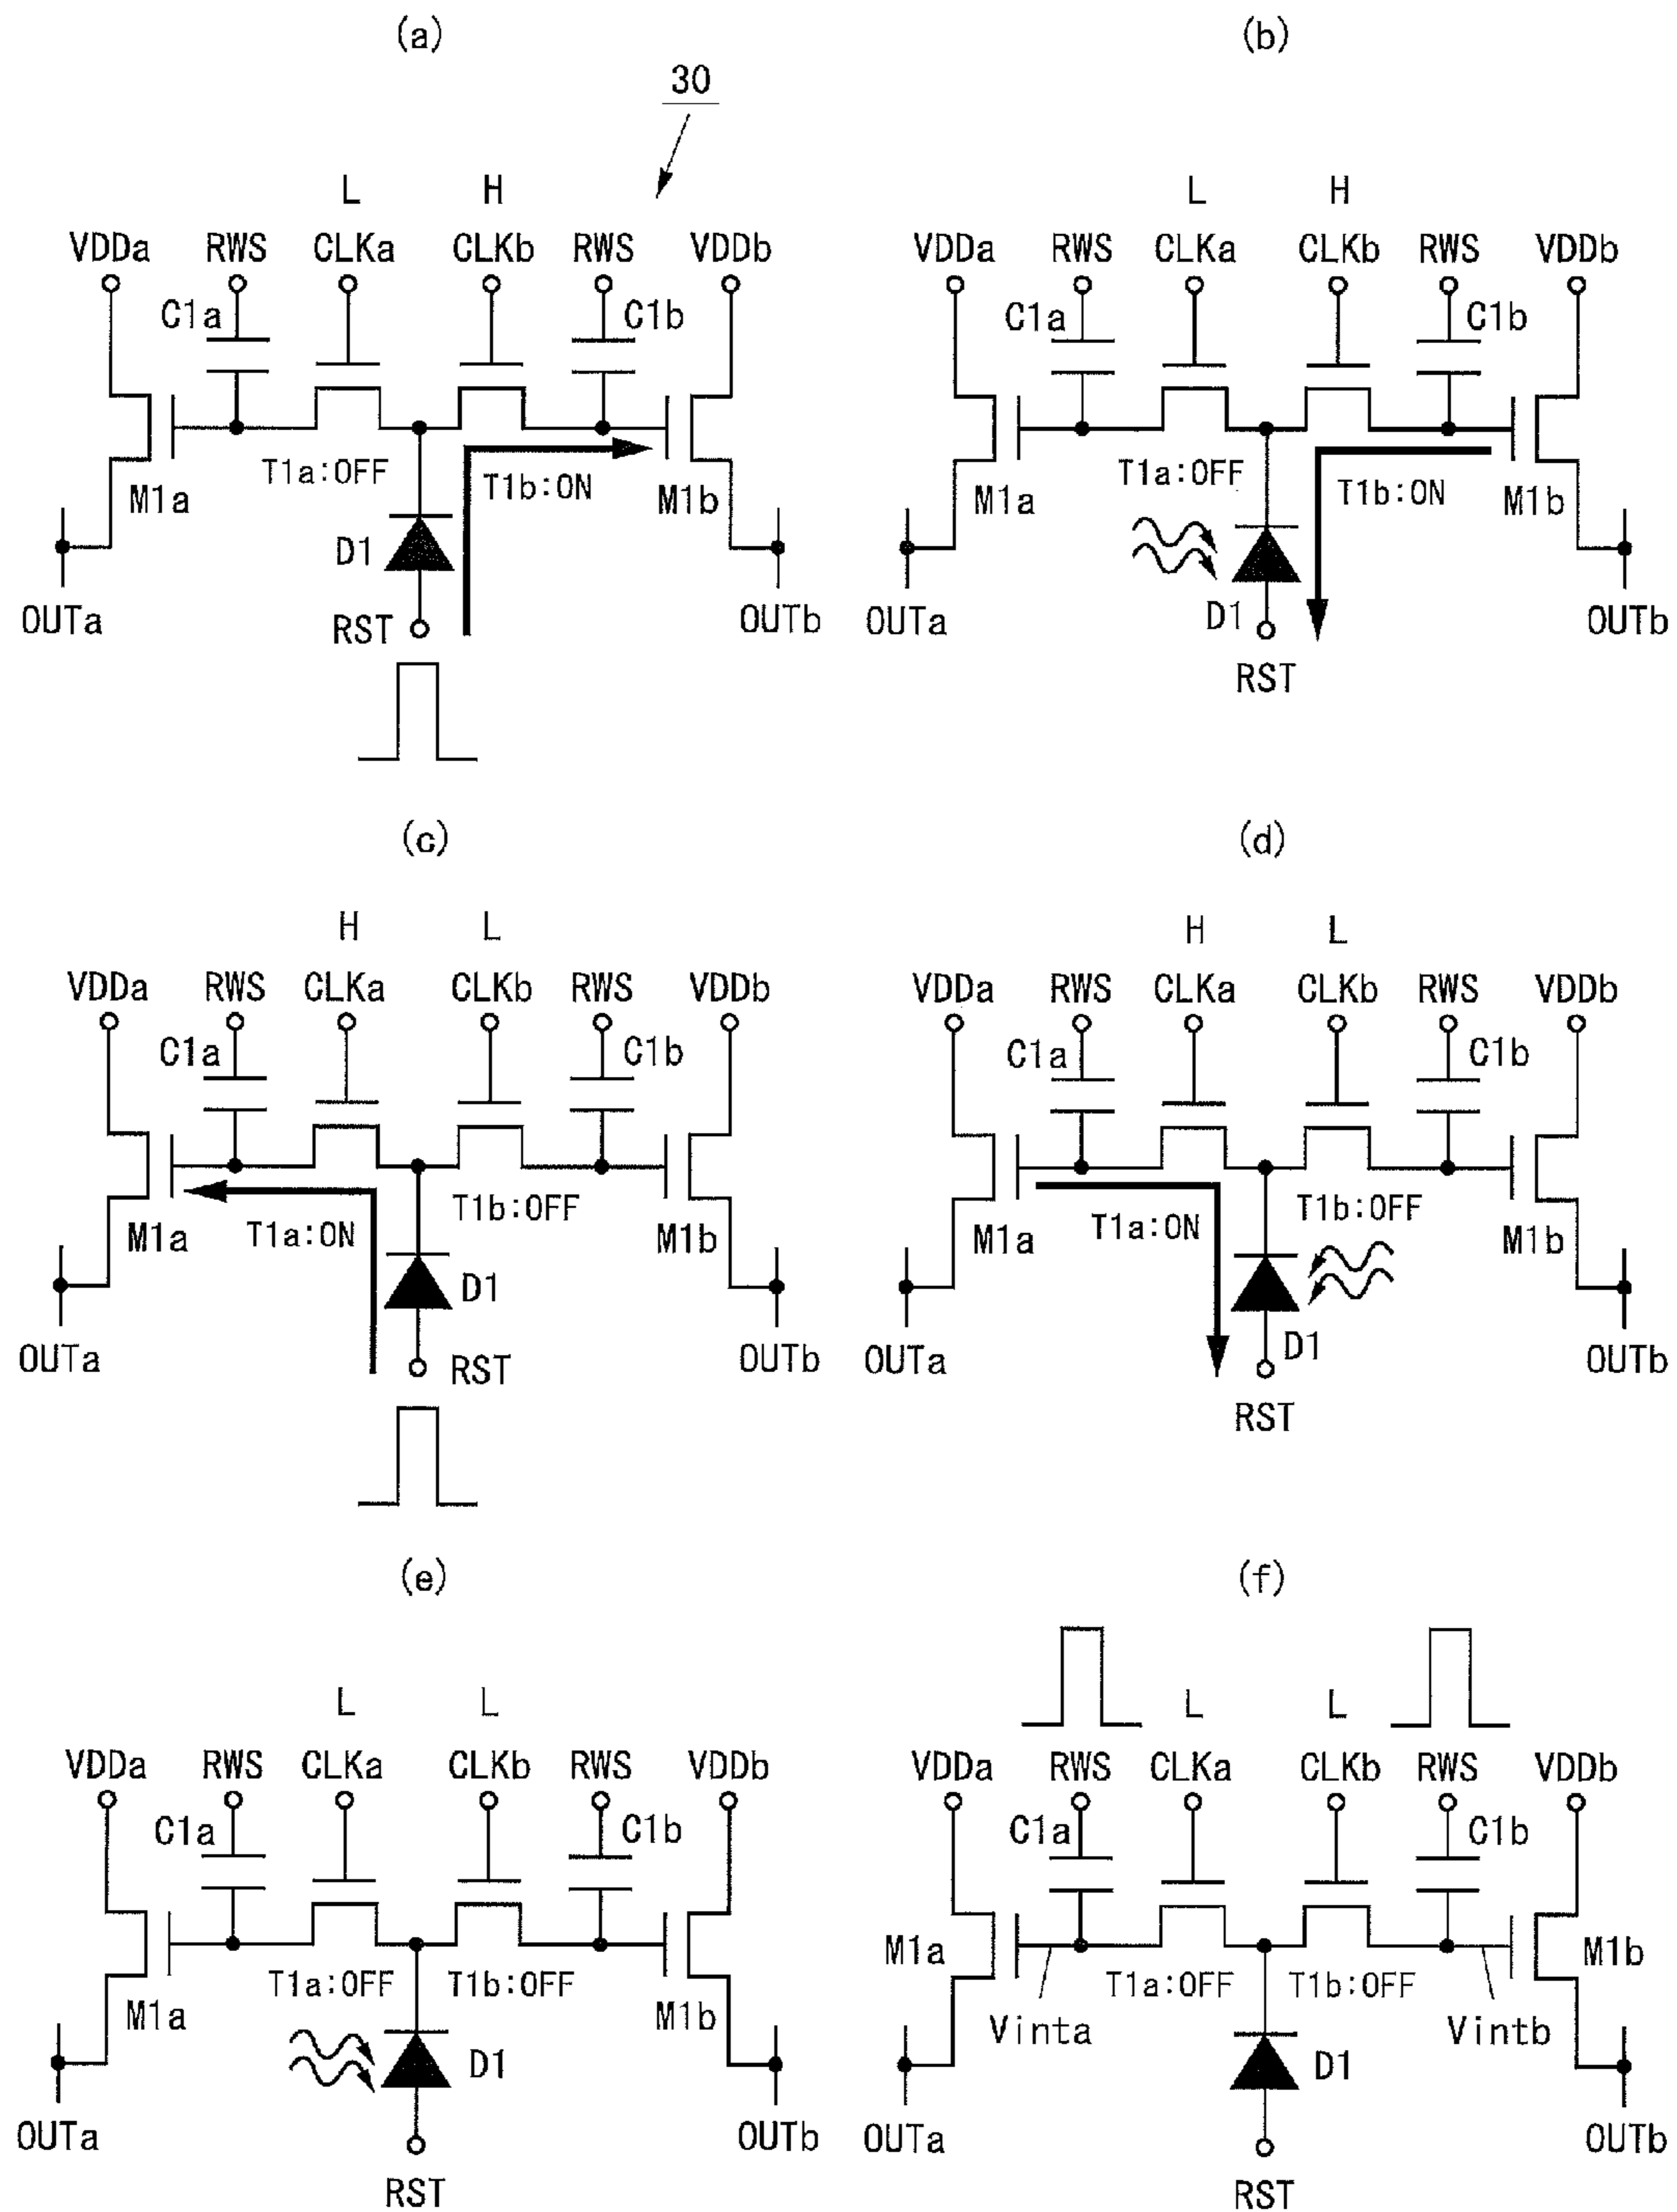 (a)
30
L H
VDDa RWS CLKa CLKb RWS VDDb
C1a C1b
T1a:OFF T1b:ON
M1a M1b
D1
OUTa RST OUTb
(b)
L H
VDDa RWS CLKa CLKb RWS VDDb
C1a C1b
T1a:OFF T1b:ON
M1a M1b
OUTa D1 OUTb
RST
(c)
H L
VDDa RWS CLKa CLKb RWS VDDb
C1a C1b
M1a T1a:ON T1b:OFF M1b
D1
OUTa RST OUTb
(d)
H L
VDDa RWS CLKa CLKb RWS VDDb
C1a C1b
M1a T1a:ON T1b:OFF M1b
OUTa D1 OUTb
RST
(e)
L L
VDDa RWS CLKa CLKb RWS VDDb
C1a C1b
T1a:OFF T1b:OFF
M1a M1b
D1
OUTa OUTb
RST
(f)
L L
VDDa RWS CLKa CLKb RWS VDDb
C1a C1b
M1a M1b
T1a:OFF T1b:OFF
Vinta Vintb
D1
OUTa OUTb
RST